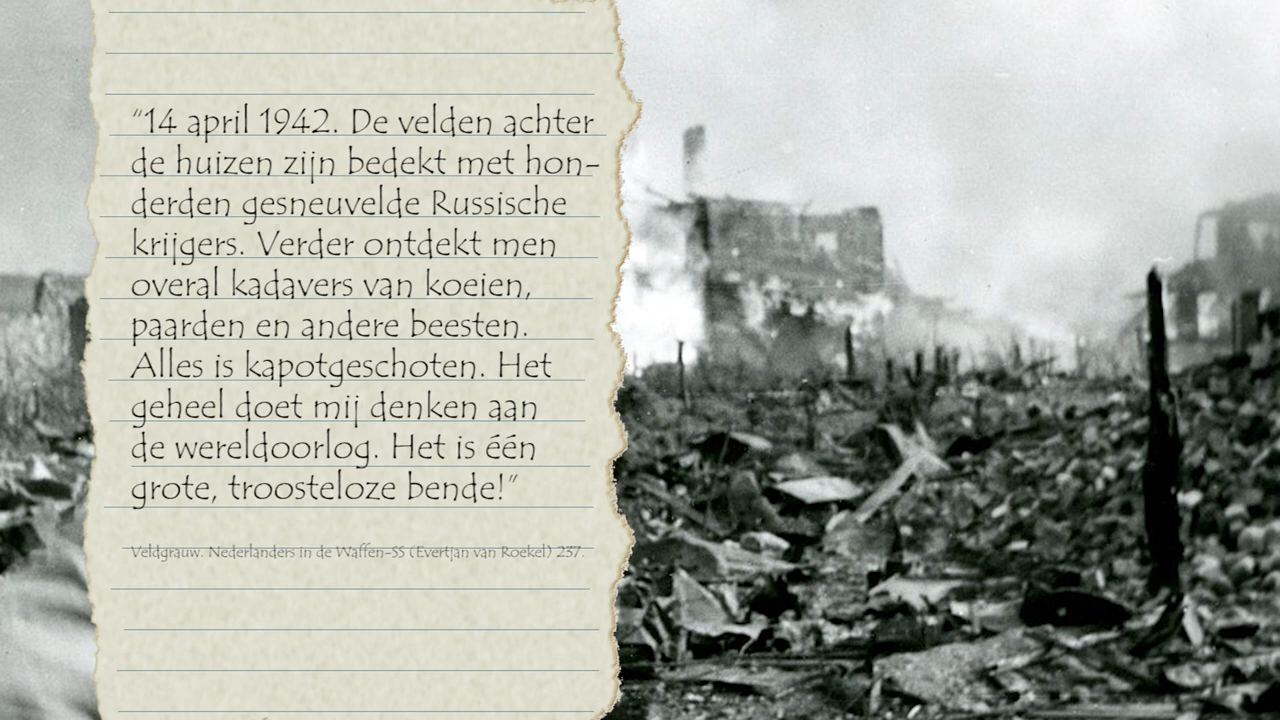 “14 april 1942. De velden achter
de huizen zijn bedekt met hon-
derden gesneuvelde Russische
krijgers. Verder ontdekt men
overal kadavers van koeien,
paarden en andere beesten.
Alles is kapotgeschoten. Het
geheel doet mij denken aan
de wereldoorlog. Het is één
grote, troosteloze bende!”
Veldgrauw. Nederlanders in de Waffen-SS (Evertjan van Roekel) 237.